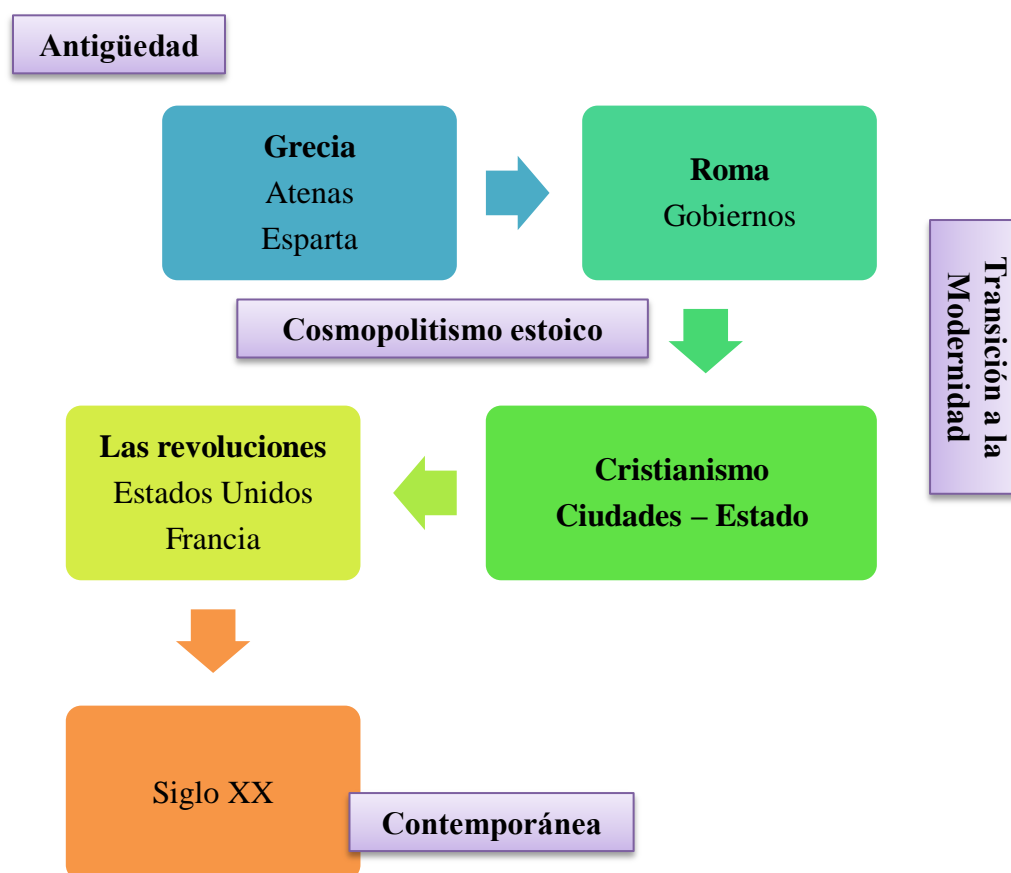 Antigüedad
Grecia
Atenas
Esparta
Roma
Gobiernos
Transición a la
Modernidad
Cosmopolitismo estoico
Las revoluciones
Estados Unidos
Francia
Cristianismo
Ciudades – Estado
Siglo XX
Contemporánea